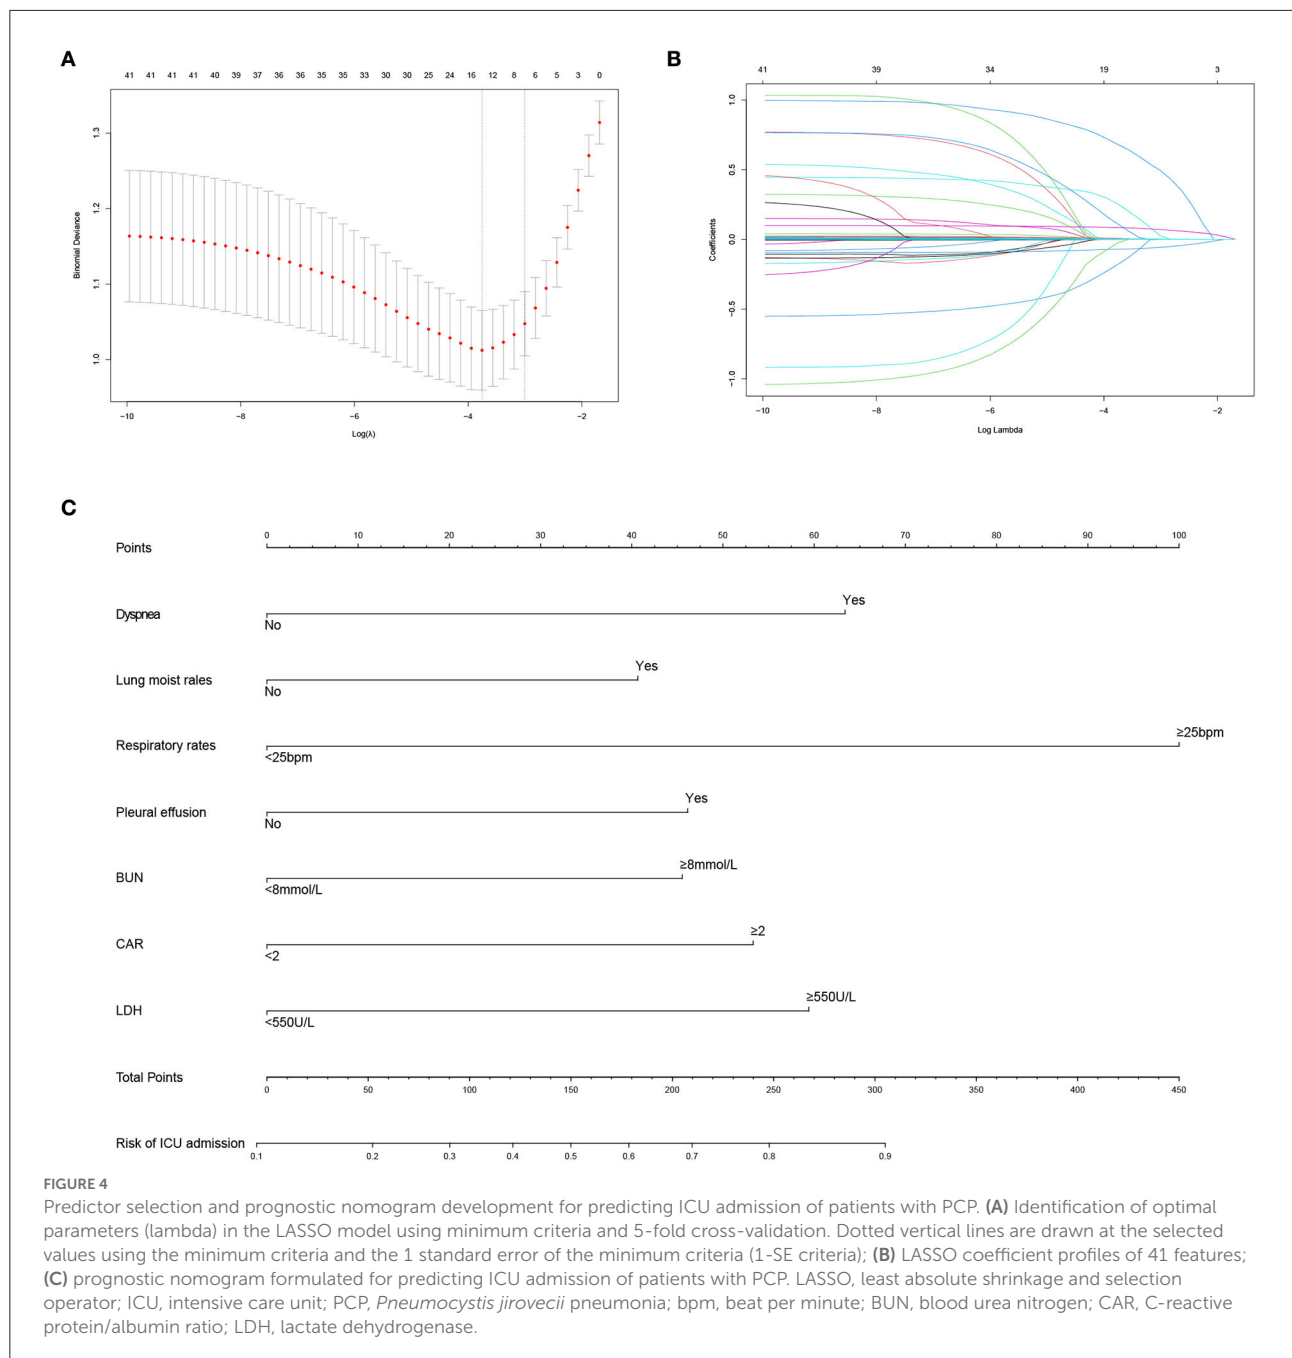 A
41 41 41 41 40 39 37 36 36 35 35 33 30 30 25 24 16 12 8 6 5 3 0
1.3
1.2
1.1
1.0
Binomial Deviance
−10 −8 −6 −4 −2
Log(λ)
B
41 39 34 19 3
1.0
0.5
0.0
−0.5
−1.0
Coefficients
−10 −8 −6 −4 −2
Log Lambda
C
Points
0 10 20 30 40 50 60 70 80 90 100
Dyspnea
No
Yes
Lung moist rales
No
Yes
Respiratory rates
<25bpm
≥25bpm
Pleural effusion
No
Yes
BUN
<8mmol/L
≥8mmol/L
CAR
<2
≥2
LDH
<550U/L
≥550U/L
Total Points
0 50 100 150 200 250 300 350 400 450
Risk of ICU admission
0.1 0.2 0.3 0.4 0.5 0.6 0.7 0.8 0.9
FIGURE 4
Predictor selection and prognostic nomogram development for predicting ICU admission of patients with PCP. (A) Identification of optimal
parameters (lambda) in the LASSO model using minimum criteria and 5-fold cross-validation. Dotted vertical lines are drawn at the selected
values using the minimum criteria and the 1 standard error of the minimum criteria (1-SE criteria); (B) LASSO coefficient profiles of 41 features;
(C) prognostic nomogram formulated for predicting ICU admission of patients with PCP. LASSO, least absolute shrinkage and selection
operator; ICU, intensive care unit; PCP, Pneumocystis jirovecii pneumonia; bpm, beat per minute; BUN, blood urea nitrogen; CAR, C-reactive
protein/albumin ratio; LDH, lactate dehydrogenase.